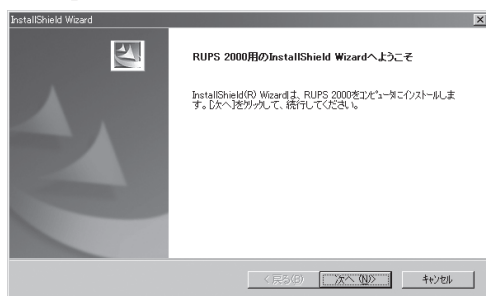 InstallShield Wizard
RUPS 2000用のInstallShield Wizardへようこそ
InstallShield(R) Wizardは、RUPS 2000をコンピュータにインストールしま
す。[次へ]をクリックして、続行してください。
< 戻る(B)
次へ (N)>
キャンセル